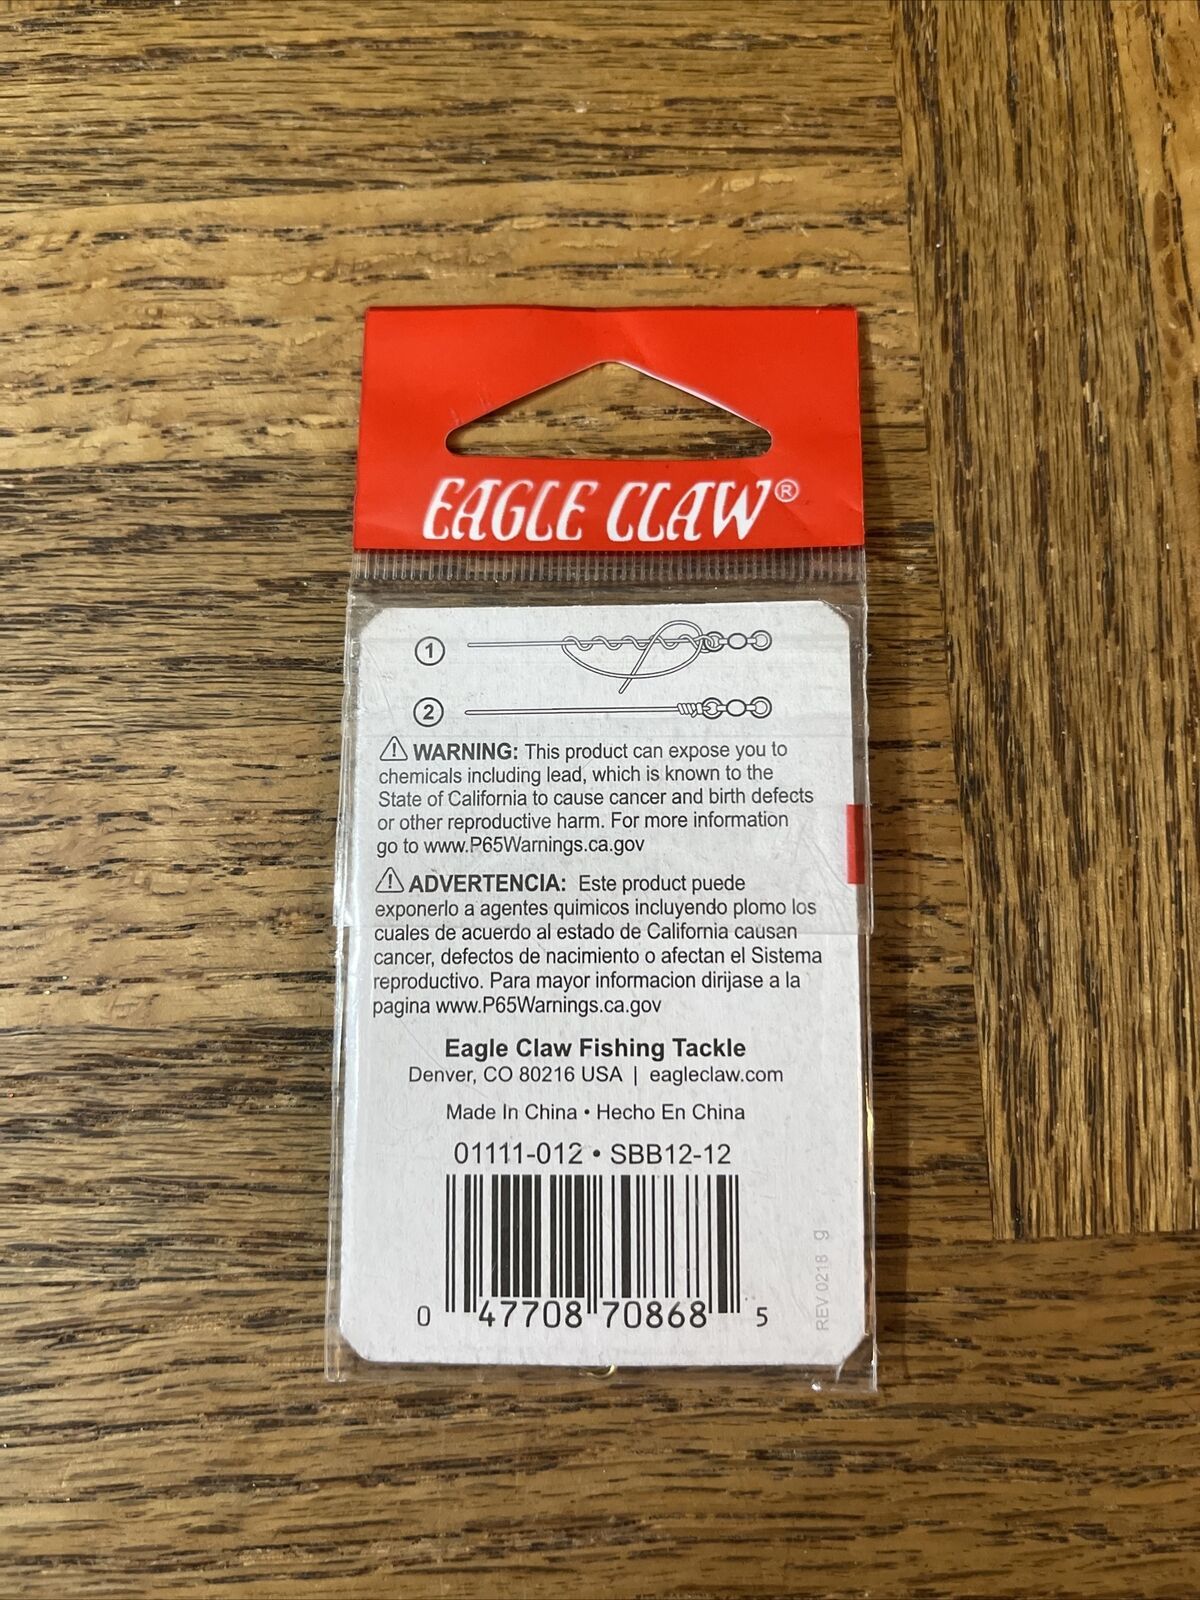 EAGLE CLAW®
1
2
⚠ WARNING: This product can expose you to
chemicals including lead, which is known to the
State of California to cause cancer and birth defects
or other reproductive harm. For more information
go to www.P65Warnings.ca.gov
⚠ ADVERTENCIA: Este product puede
exponerlo a agentes quimicos incluyendo plomo los
cuales de acuerdo al estado de California causan
cancer, defectos de nacimiento o afectan el Sistema
reproductivo. Para mayor informacion dirijase a la
pagina www.P65Warnings.ca.gov
Eagle Claw Fishing Tackle
Denver, CO 80216 USA | eagleclaw.com
Made In China • Hecho En China
01111-012 • SBB12-12
0 47708 70868 5
REV 0218 g